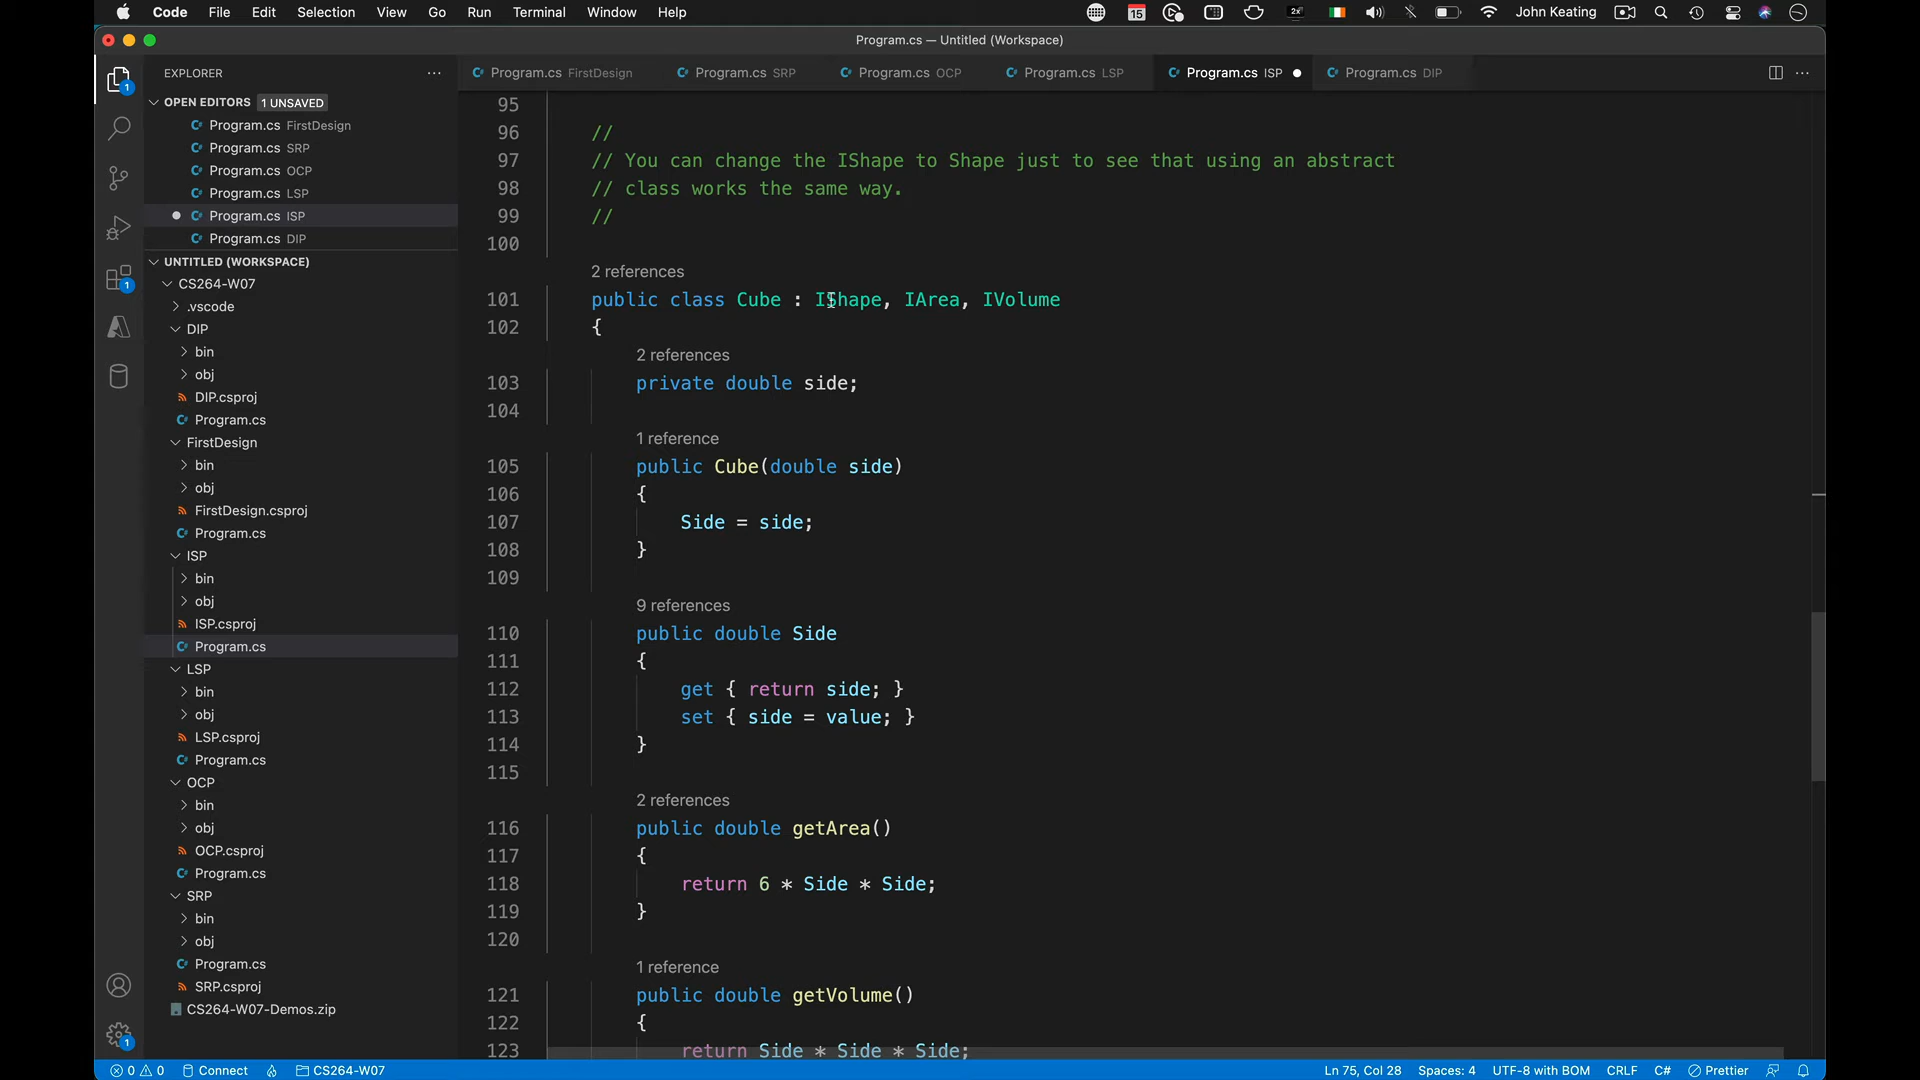 Code File Edit Selection View Go Run Terminal Window Help 15 2x John Keating
Program.cs — Untitled (Workspace)
EXPLORER
Program.cs FirstDesign Program.cs SRP Program.cs OCP Program.cs LSP Program.cs ISP Program.cs DIP
OPEN EDITORS 1 UNSAVED
Program.cs FirstDesign
Program.cs SRP
Program.cs OCP
Program.cs LSP
Program.cs ISP
Program.cs DIP
UNTITLED (WORKSPACE)
CS264-W07
.vscode
DIP
bin
obj
DIP.csproj
Program.cs
FirstDesign
bin
obj
FirstDesign.csproj
Program.cs
ISP
bin
obj
ISP.csproj
Program.cs
LSP
bin
obj
LSP.csproj
Program.cs
OCP
bin
obj
OCP.csproj
Program.cs
SRP
bin
obj
Program.cs
SRP.csproj
CS264-W07-Demos.zip
1
1
1
95
96 //
97 // You can change the IShape to Shape just to see that using an abstract
98 // class works the same way.
99 //
100
2 references
101 public class Cube : IShape, IArea, IVolume
102 {
2 references
103 private double side;
104
1 reference
105 public Cube(double side)
106 {
107 Side = side;
108 }
109
9 references
110 public double Side
111 {
112 get { return side; }
113 set { side = value; }
114 }
115
2 references
116 public double getArea()
117 {
118 return 6 * Side * Side;
119 }
120
1 reference
121 public double getVolume()
122 {
123 return Side * Side * Side;
0 0 Connect CS264-W07 Ln 75, Col 28 Spaces: 4 UTF-8 with BOM CRLF C# Prettier